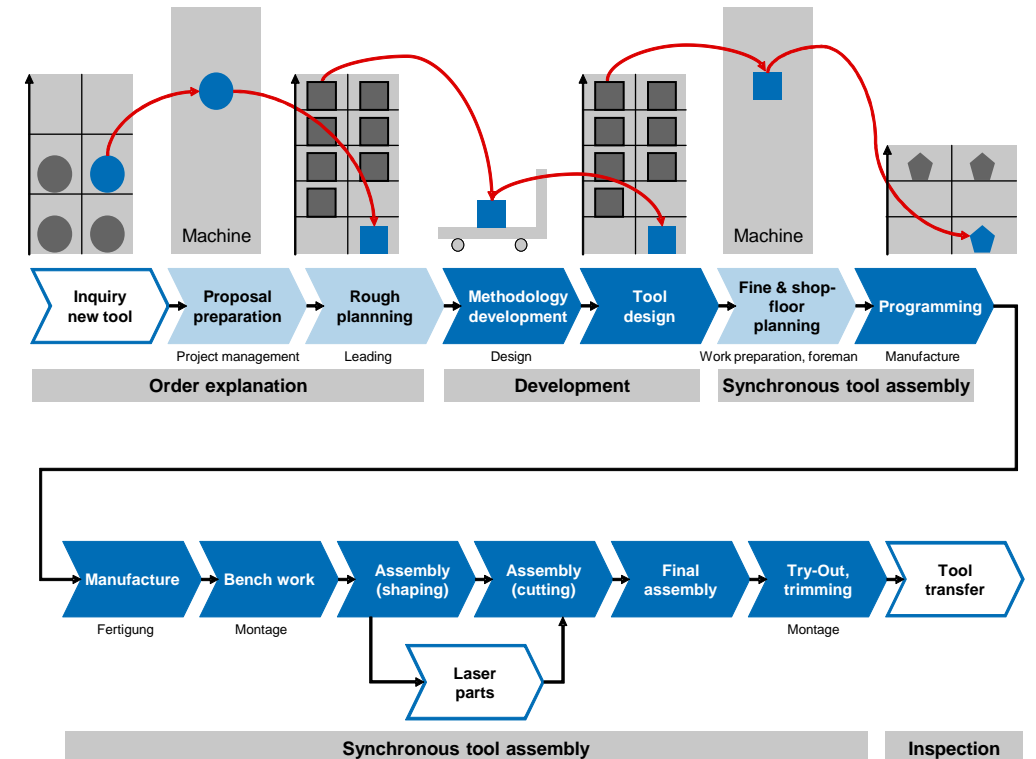 Machine
Machine
Inquiry
new tool
Proposal
preparation
Rough
plannning
Methodology
development
Tool
design
Fine & shop-
floor
planning
Programming
Project management
Leading
Design
Work preparation, foreman
Manufacture
Order explanation
Development
Synchronous tool assembly
Manufacture
Bench work
Assembly
(shaping)
Assembly
(cutting)
Final
assembly
Try-Out,
trimming
Tool
transfer
Fertigung
Montage
Montage
Laser
parts
Synchronous tool assembly
Inspection